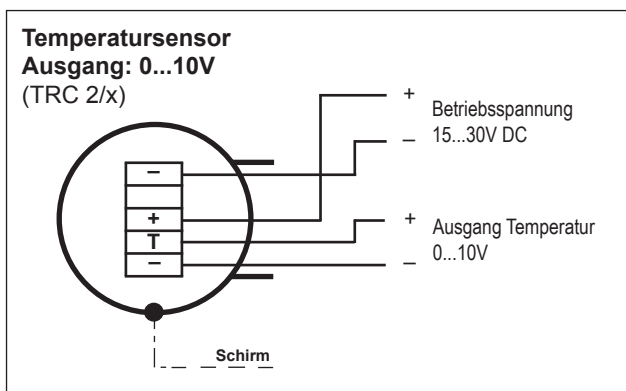 Temperatursensor
Ausgang: 0...10V
(TRC 2/x)
+
Betriebsspannung
15...30V DC
–
–
+
T
–
+
Ausgang Temperatur
0...10V
–
Schirm